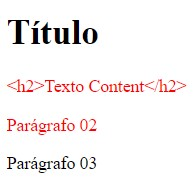 Título
<h2>Texto Content</h2>
Parágrafo 02
Parágrafo 03